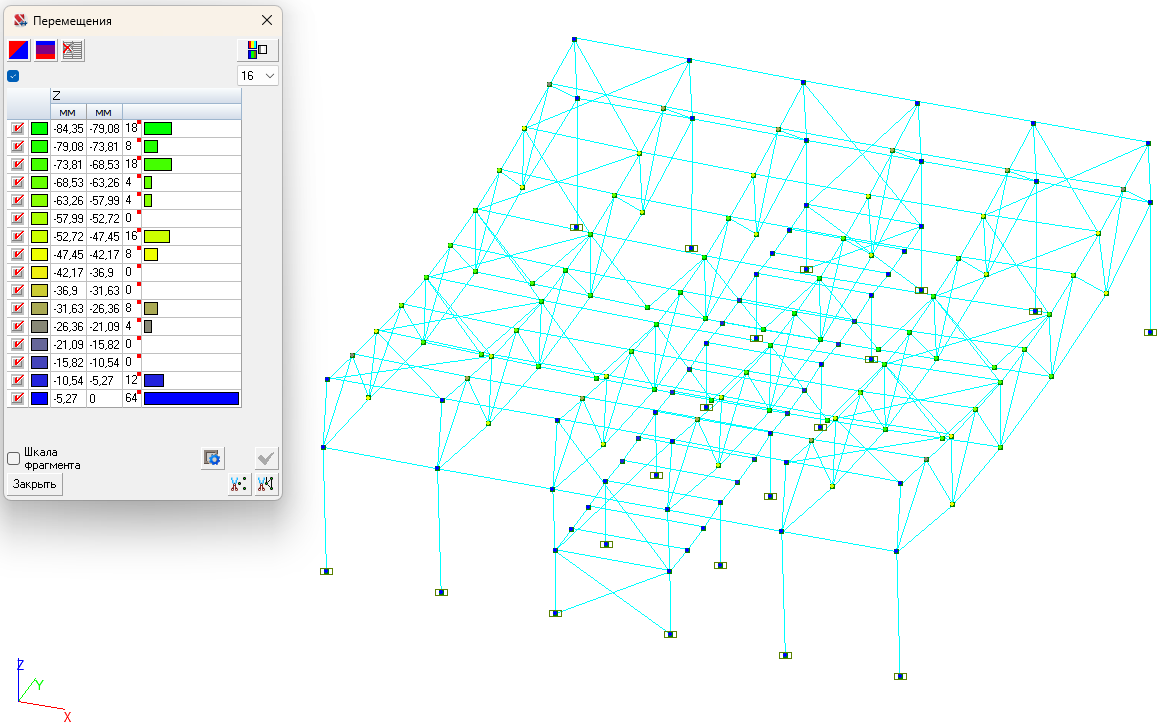 Перемещения
16
Z
мм мм
-84,35 -79,08 18
-79,08 -73,81 8
-73,81 -68,53 18
-68,53 -63,26 4
-63,26 -57,99 4
-57,99 -52,72 0
-52,72 -47,45 16
-47,45 -42,17 8
-42,17 -36,9 0
-36,9 -31,63 0
-31,63 -26,36 8
-26,36 -21,09 4
-21,09 -15,82 0
-15,82 -10,54 0
-10,54 -5,27 12
-5,27 0 64
Шкала
фрагмента
Закрыть
Z
Y
X